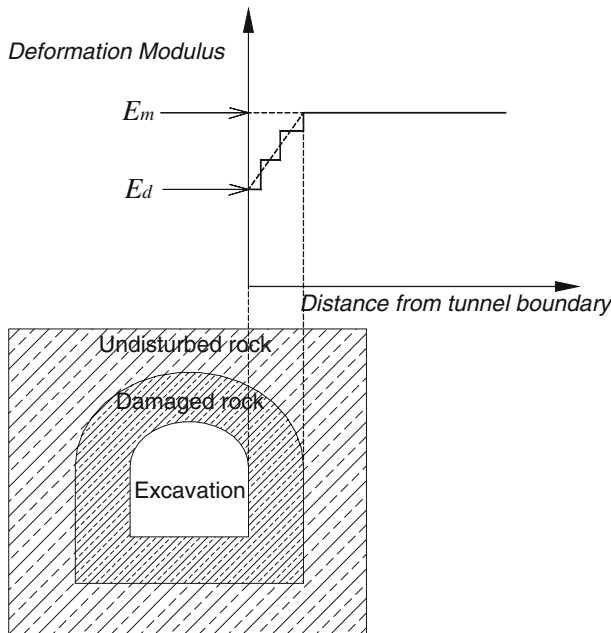 Deformation Modulus
Em
Ed
Distance from tunnel boundary
Undisturbed rock
Damaged rock
Excavation